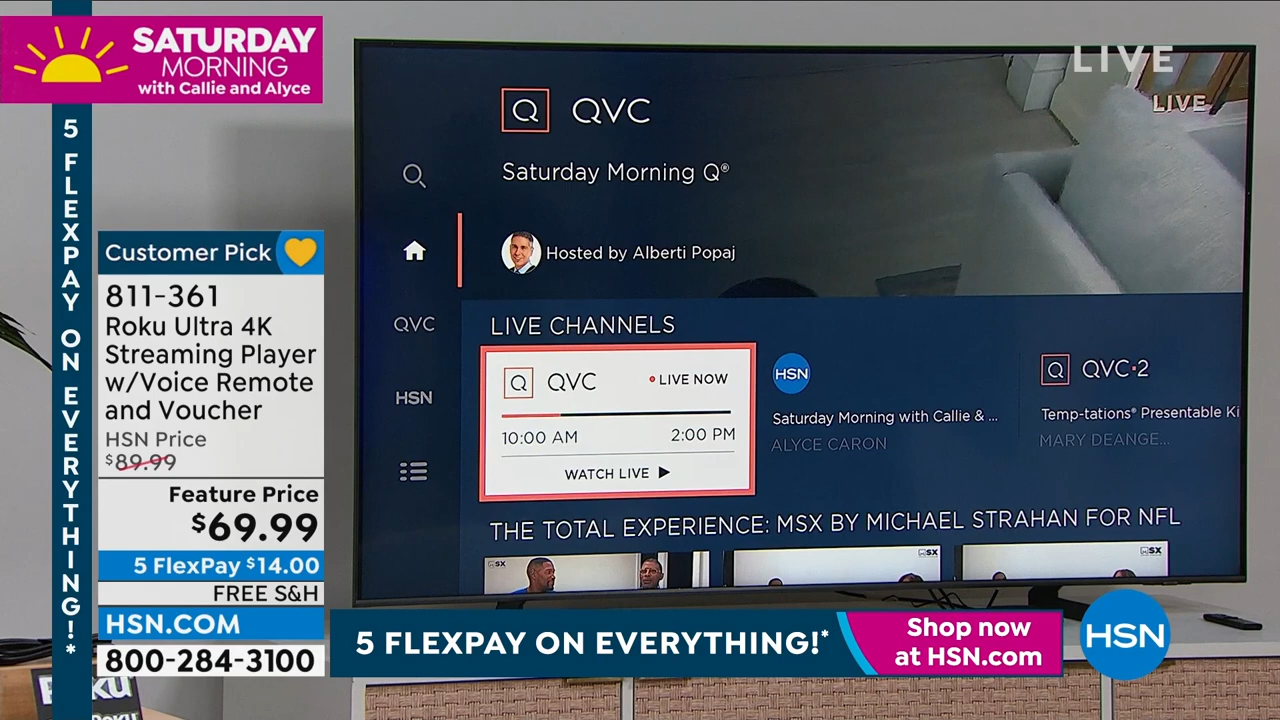 SATURDAY
MORNING
with Callie and Alyce
5 FLEXPAY ON EVERYTHING!*
Customer Pick
811-361
Roku Ultra 4K
Streaming Player
w/Voice Remote
and Voucher
HSN Price
$89.99
Feature Price
$69.99
5 FlexPay $14.00
FREE S&H
HSN.COM
800-284-3100
Roku
LIVE
LIVE
Q QVC
Saturday Morning Q®
Hosted by Alberti Popaj
QVC
HSN
LIVE CHANNELS
Q QVC
LIVE NOW
10:00 AM
2:00 PM
WATCH LIVE
HSN
Saturday Morning with Callie & ...
ALYCE CARON
Q QVC•2
Temp-tations® Presentable Ki
MARY DEANGE...
THE TOTAL EXPERIENCE: MSX BY MICHAEL STRAHAN FOR NFL
5 FLEXPAY ON EVERYTHING!*
Shop now
at HSN.com
HSN